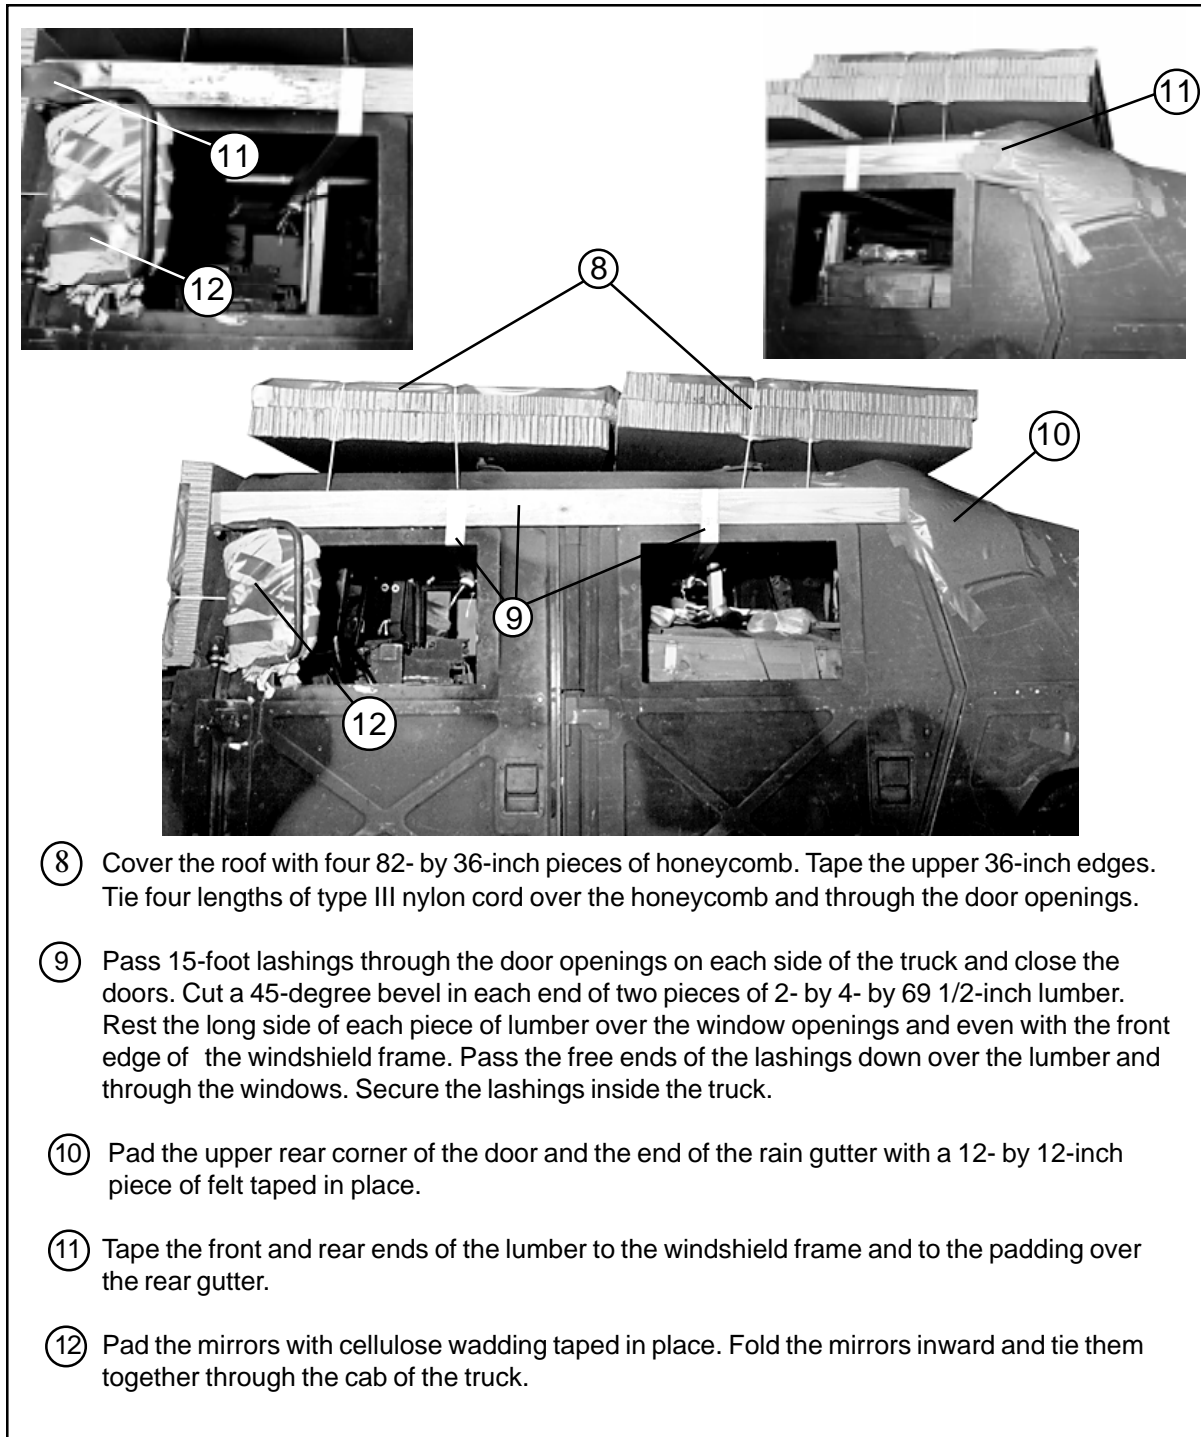 11
11
12
8
10
9
12
8 Cover the roof with four 82- by 36-inch pieces of honeycomb. Tape the upper 36-inch edges.
Tie four lengths of type III nylon cord over the honeycomb and through the door openings.
9 Pass 15-foot lashings through the door openings on each side of the truck and close the
doors. Cut a 45-degree bevel in each end of two pieces of 2- by 4- by 69 1/2-inch lumber.
Rest the long side of each piece of lumber over the window openings and even with the front
edge of the windshield frame. Pass the free ends of the lashings down over the lumber and
through the windows. Secure the lashings inside the truck.
10 Pad the upper rear corner of the door and the end of the rain gutter with a 12- by 12-inch
piece of felt taped in place.
11 Tape the front and rear ends of the lumber to the windshield frame and to the padding over
the rear gutter.
12 Pad the mirrors with cellulose wadding taped in place. Fold the mirrors inward and tie them
together through the cab of the truck.